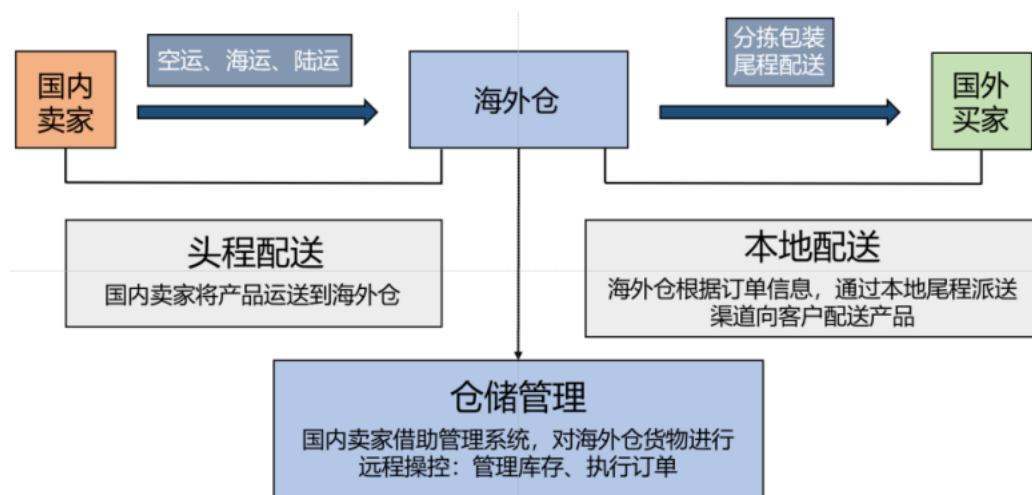 国内
卖家
空运、海运、陆运
海外仓
分拣包装
尾程配送
国外
买家
头程配送
国内卖家将产品运送到海外仓
本地配送
海外仓根据订单信息，通过本地尾程派送
渠道向客户配送产品
仓储管理
国内卖家借助管理系统，对海外仓货物进行
远程操控：管理库存、执行订单